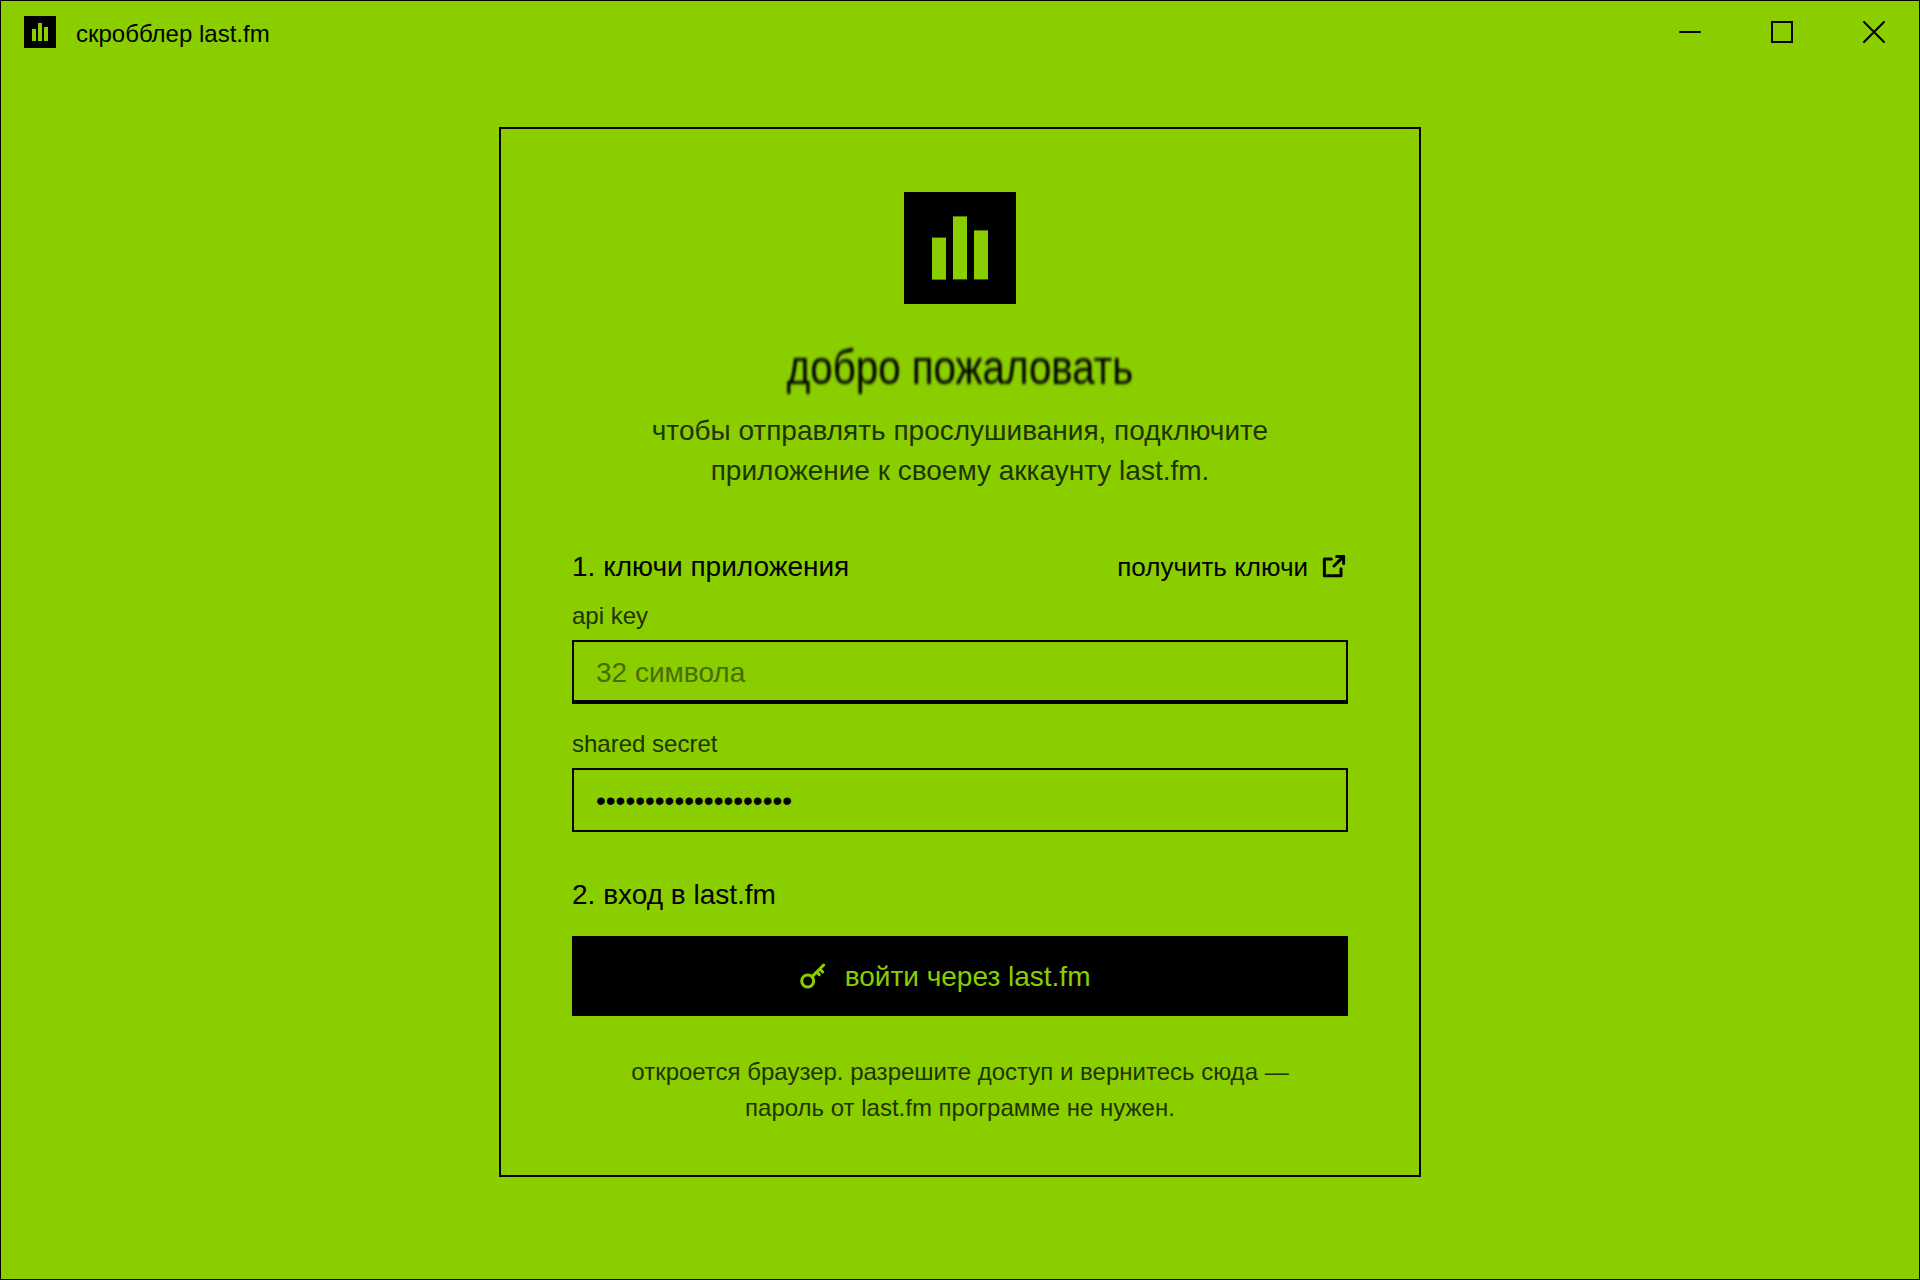 скробблер last.fm
добро пожаловать
чтобы отправлять прослушивания, подключите
приложение к своему аккаунту last.fm.
1. ключи приложения
получить ключи
api key
32 символа
shared secret
••••••••••••••••••••
2. вход в last.fm
войти через last.fm
откроется браузер. разрешите доступ и вернитесь сюда —
пароль от last.fm программе не нужен.